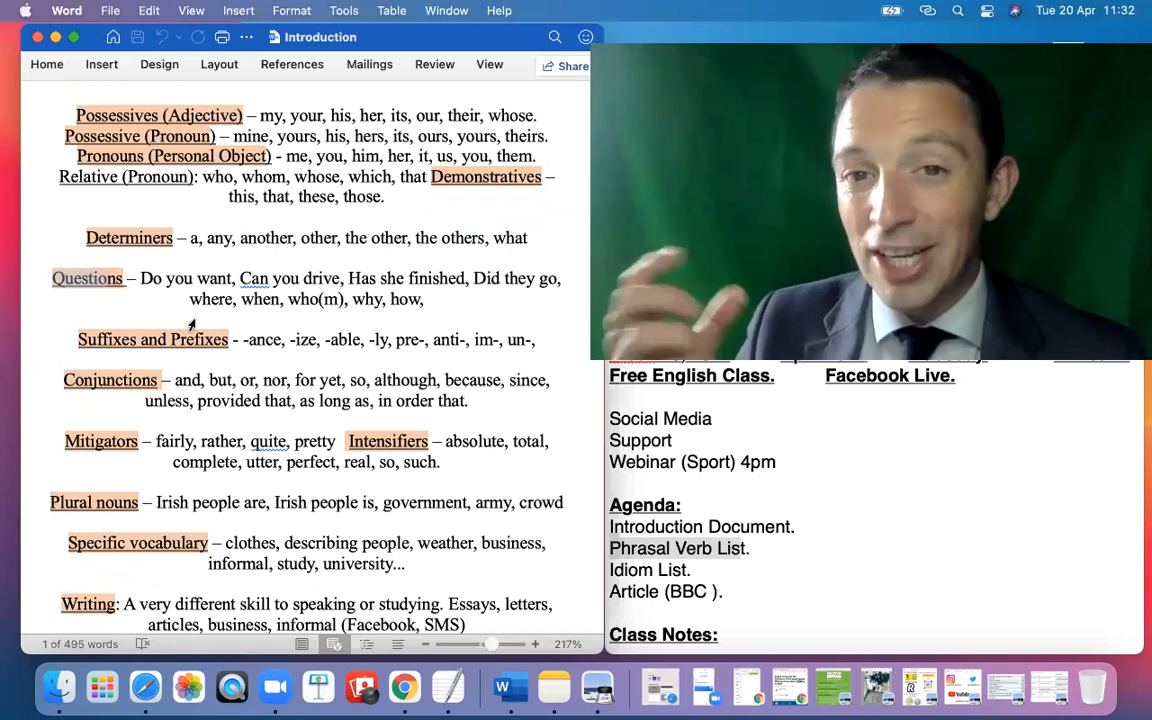 Word File Edit View Insert Format Tools Table Window Help Tue 20 Apr 11:32
Introduction
Home Insert Design Layout References Mailings Review View Share
Possessives (Adjective) – my, your, his, her, its, our, their, whose.
Possessive (Pronoun) – mine, yours, his, hers, its, ours, yours, theirs.
Pronouns (Personal Object) - me, you, him, her, it, us, you, them.
Relative (Pronoun): who, whom, whose, which, that Demonstratives –
this, that, these, those.
Determiners – a, any, another, other, the other, the others, what
Questions – Do you want, Can you drive, Has she finished, Did they go,
where, when, who(m), why, how,
Suffixes and Prefixes - -ance, -ize, -able, -ly, pre-, anti-, im-, un-,
Conjunctions – and, but, or, nor, for yet, so, although, because, since,
unless, provided that, as long as, in order that.
Mitigators – fairly, rather, quite, pretty Intensifiers – absolute, total,
complete, utter, perfect, real, so, such.
Plural nouns – Irish people are, Irish people is, government, army, crowd
Specific vocabulary – clothes, describing people, weather, business,
informal, study, university...
Writing: A very different skill to speaking or studying. Essays, letters,
articles, business, informal (Facebook, SMS)
1 of 495 words 217%
Free English Class. Facebook Live.
Social Media
Support
Webinar (Sport) 4pm
Agenda:
Introduction Document.
Phrasal Verb List.
Idiom List.
Article (BBC ).
Class Notes: